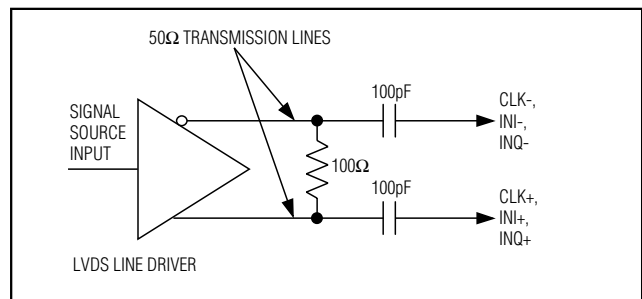 50Ω TRANSMISSION LINES
SIGNAL
SOURCE
INPUT
100pF
CLK-,
INI-,
INQ-
100Ω
100pF
CLK+,
INI+,
INQ+
LVDS LINE DRIVER